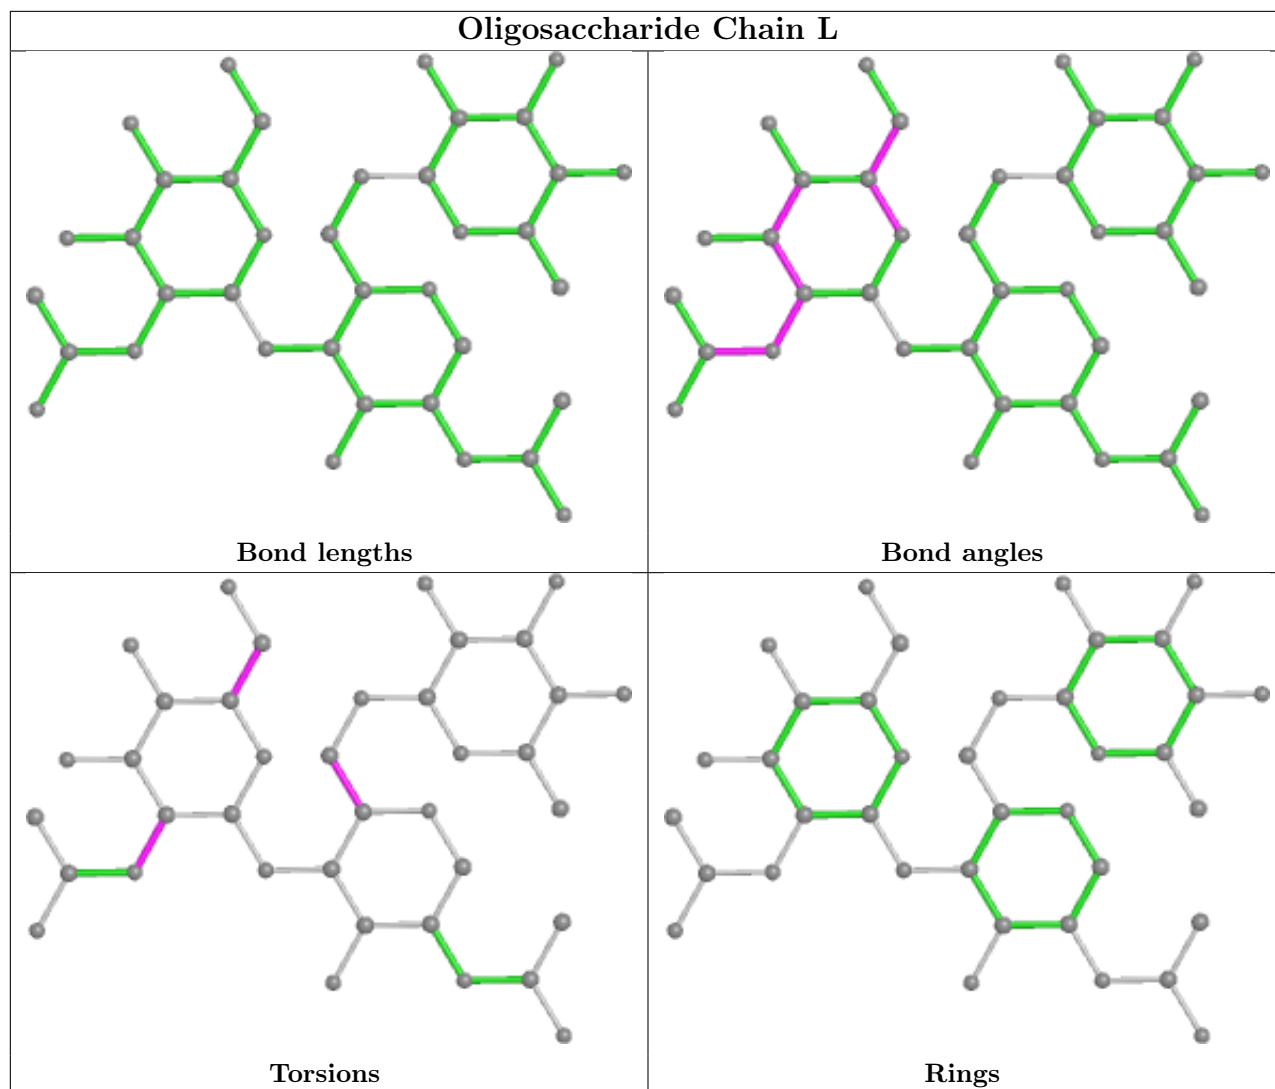 Oligosaccharide Chain L
Bond lengths
Bond angles
Torsions
Rings